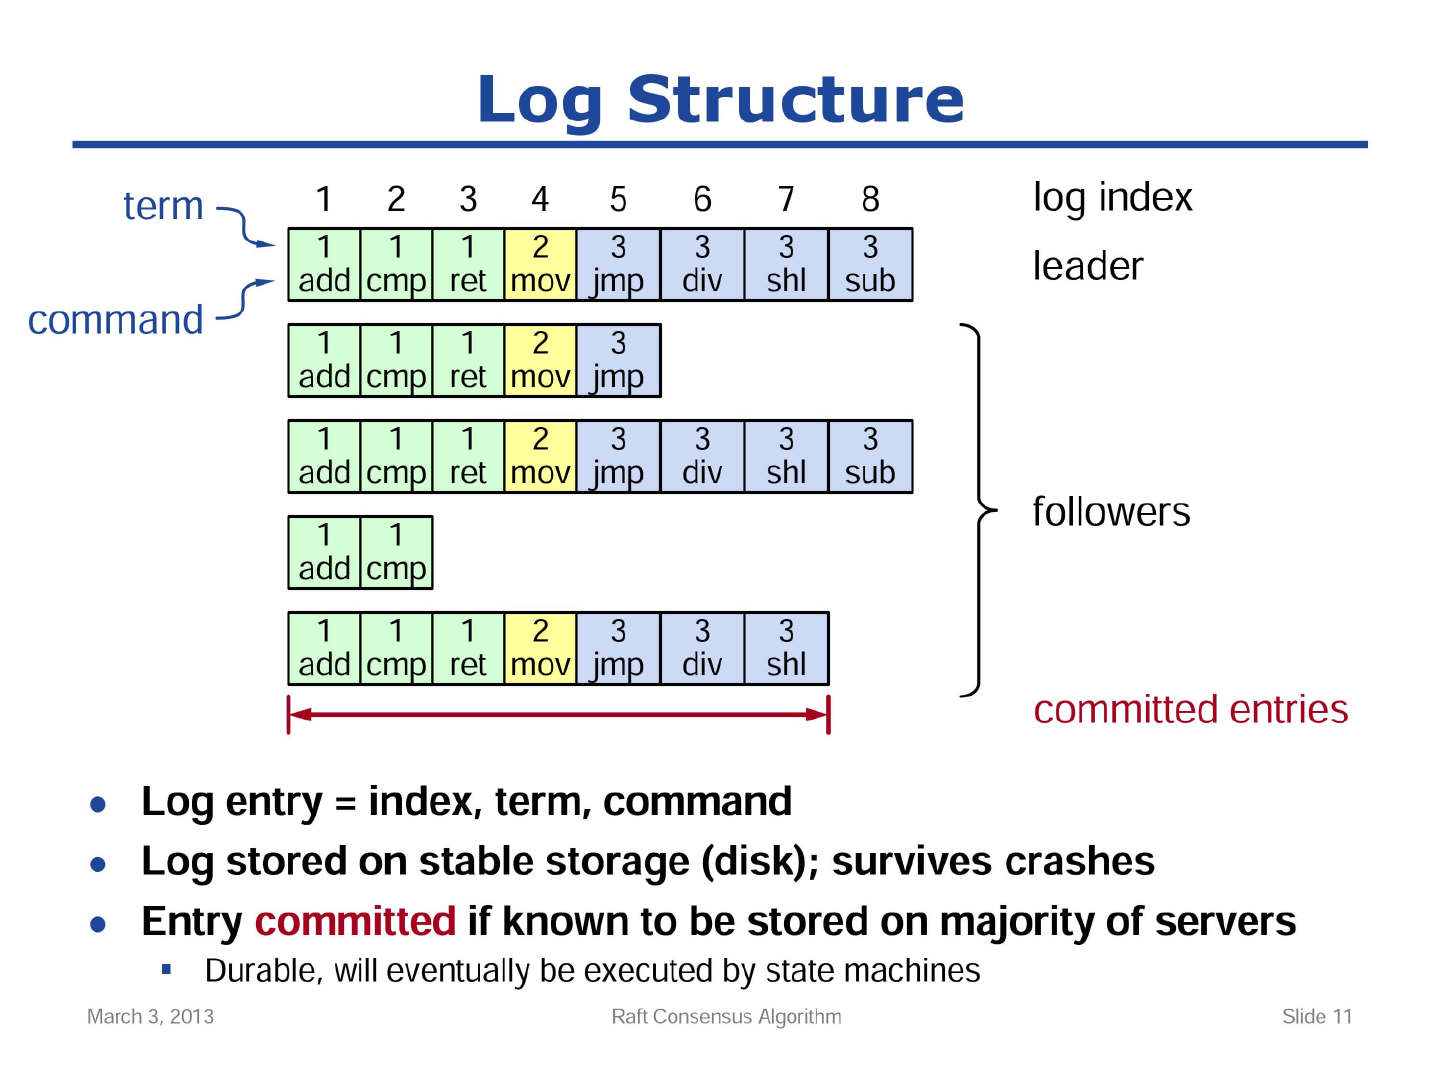 Log Structure
term
1 2 3 4 5 6 7 8 log index
1 1 1 2 3 3 3 3
add cmp ret mov jmp div shl sub leader
command
1 1 1 2 3
add cmp ret mov jmp
1 1 1 2 3 3 3 3
add cmp ret mov jmp div shl sub
followers
1 1
add cmp
1 1 1 2 3 3 3
add cmp ret mov jmp div shl
committed entries
● Log entry = index, term, command
● Log stored on stable storage (disk); survives crashes
● Entry committed if known to be stored on majority of servers
▪ Durable, will eventually be executed by state machines
March 3, 2013 Raft Consensus Algorithm Slide 11